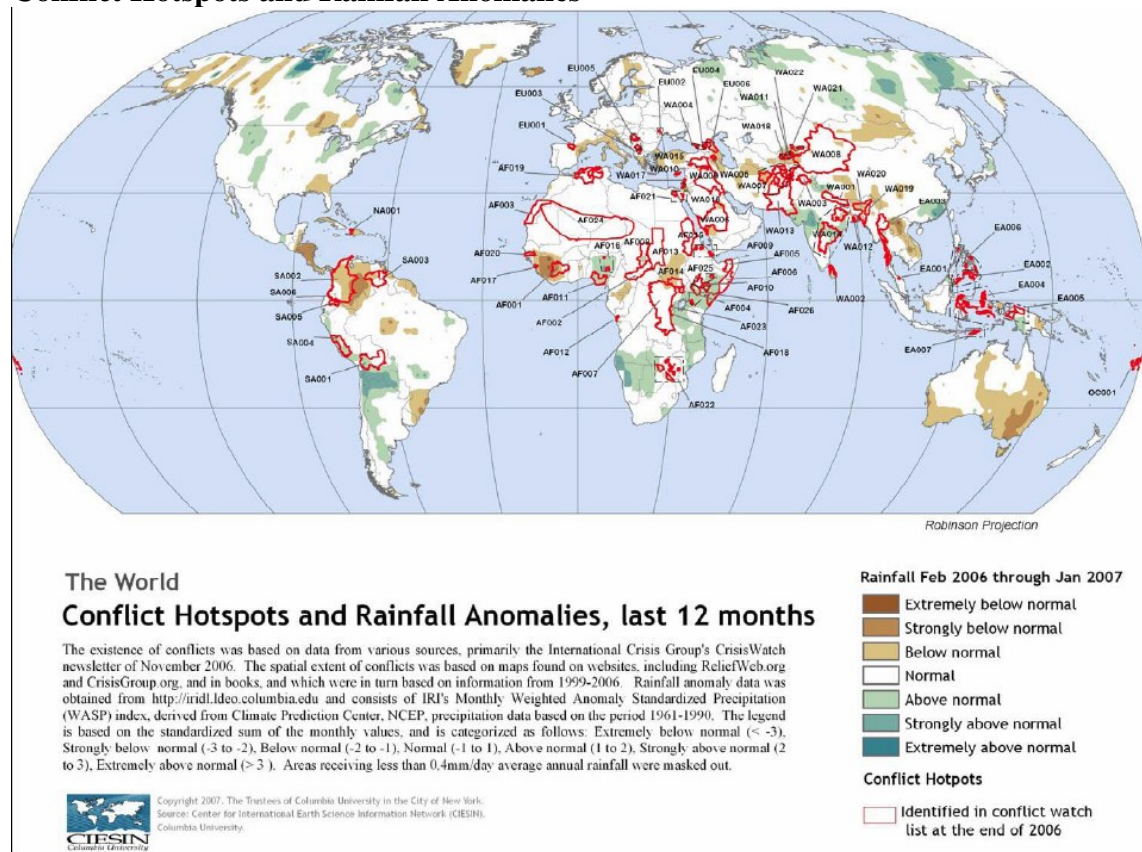 Conflict Hotspots and Rainfall Anomalies
EU005
EU002
EU004
WA022
EU003
EU006
WA011
WA021
WA004
EU001
WA018
WA008
AF019
WA015
WA010
WA005
WA020
WA017
WA007
WA001
WA019
AF003
AF021
WA016
WA003
EA003
NA001
AF024
WA006
EA006
WA013
WA014
WA012
SA003
AF020
AF016
AF013
AF009
SA002
AF005
EA001
EA002
AF017
AF014
AF025
AF006
EA004
SA006
AF001
AF011
AF010
WA002
EA005
SA005
AF002
AF004
AF026
AF023
SA004
AF012
AF018
EA007
SA001
AF007
OC001
AF022
Robinson Projection
The World
Conflict Hotspots and Rainfall Anomalies, last 12 months
The existence of conflicts was based on data from various sources, primarily the International Crisis Group's CrisisWatch
newsletter of November 2006. The spatial extent of conflicts was based on maps found on websites, including ReliefWeb.org
and CrisisGroup.org, and in books, and which were in turn based on information from 1999-2006. Rainfall anomaly data was
obtained from http://iridl.ldeo.columbia.edu and consists of IRI's Monthly Weighted Anomaly Standardized Precipitation
(WASP) index, derived from Climate Prediction Center, NCEP, precipitation data based on the period 1961-1990. The legend
is based on the standardized sum of the monthly values, and is categorized as follows: Extremely below normal (< -3),
Strongly below normal (-3 to -2), Below normal (-2 to -1), Normal (-1 to 1), Above normal (1 to 2), Strongly above normal (2
to 3), Extremely above normal (> 3 ). Areas receiving less than 0.4mm/day average annual rainfall were masked out.
Rainfall Feb 2006 through Jan 2007
Extremely below normal
Strongly below normal
Below normal
Normal
Above normal
Strongly above normal
Extremely above normal
Conflict Hotpots
Identified in conflict watch
list at the end of 2006
CIESIN
Columbia University
Copyright 2007. The Trustees of Columbia University in the City of New York.
Source: Center for International Earth Science Information Network (CIESIN).
Columbia University.